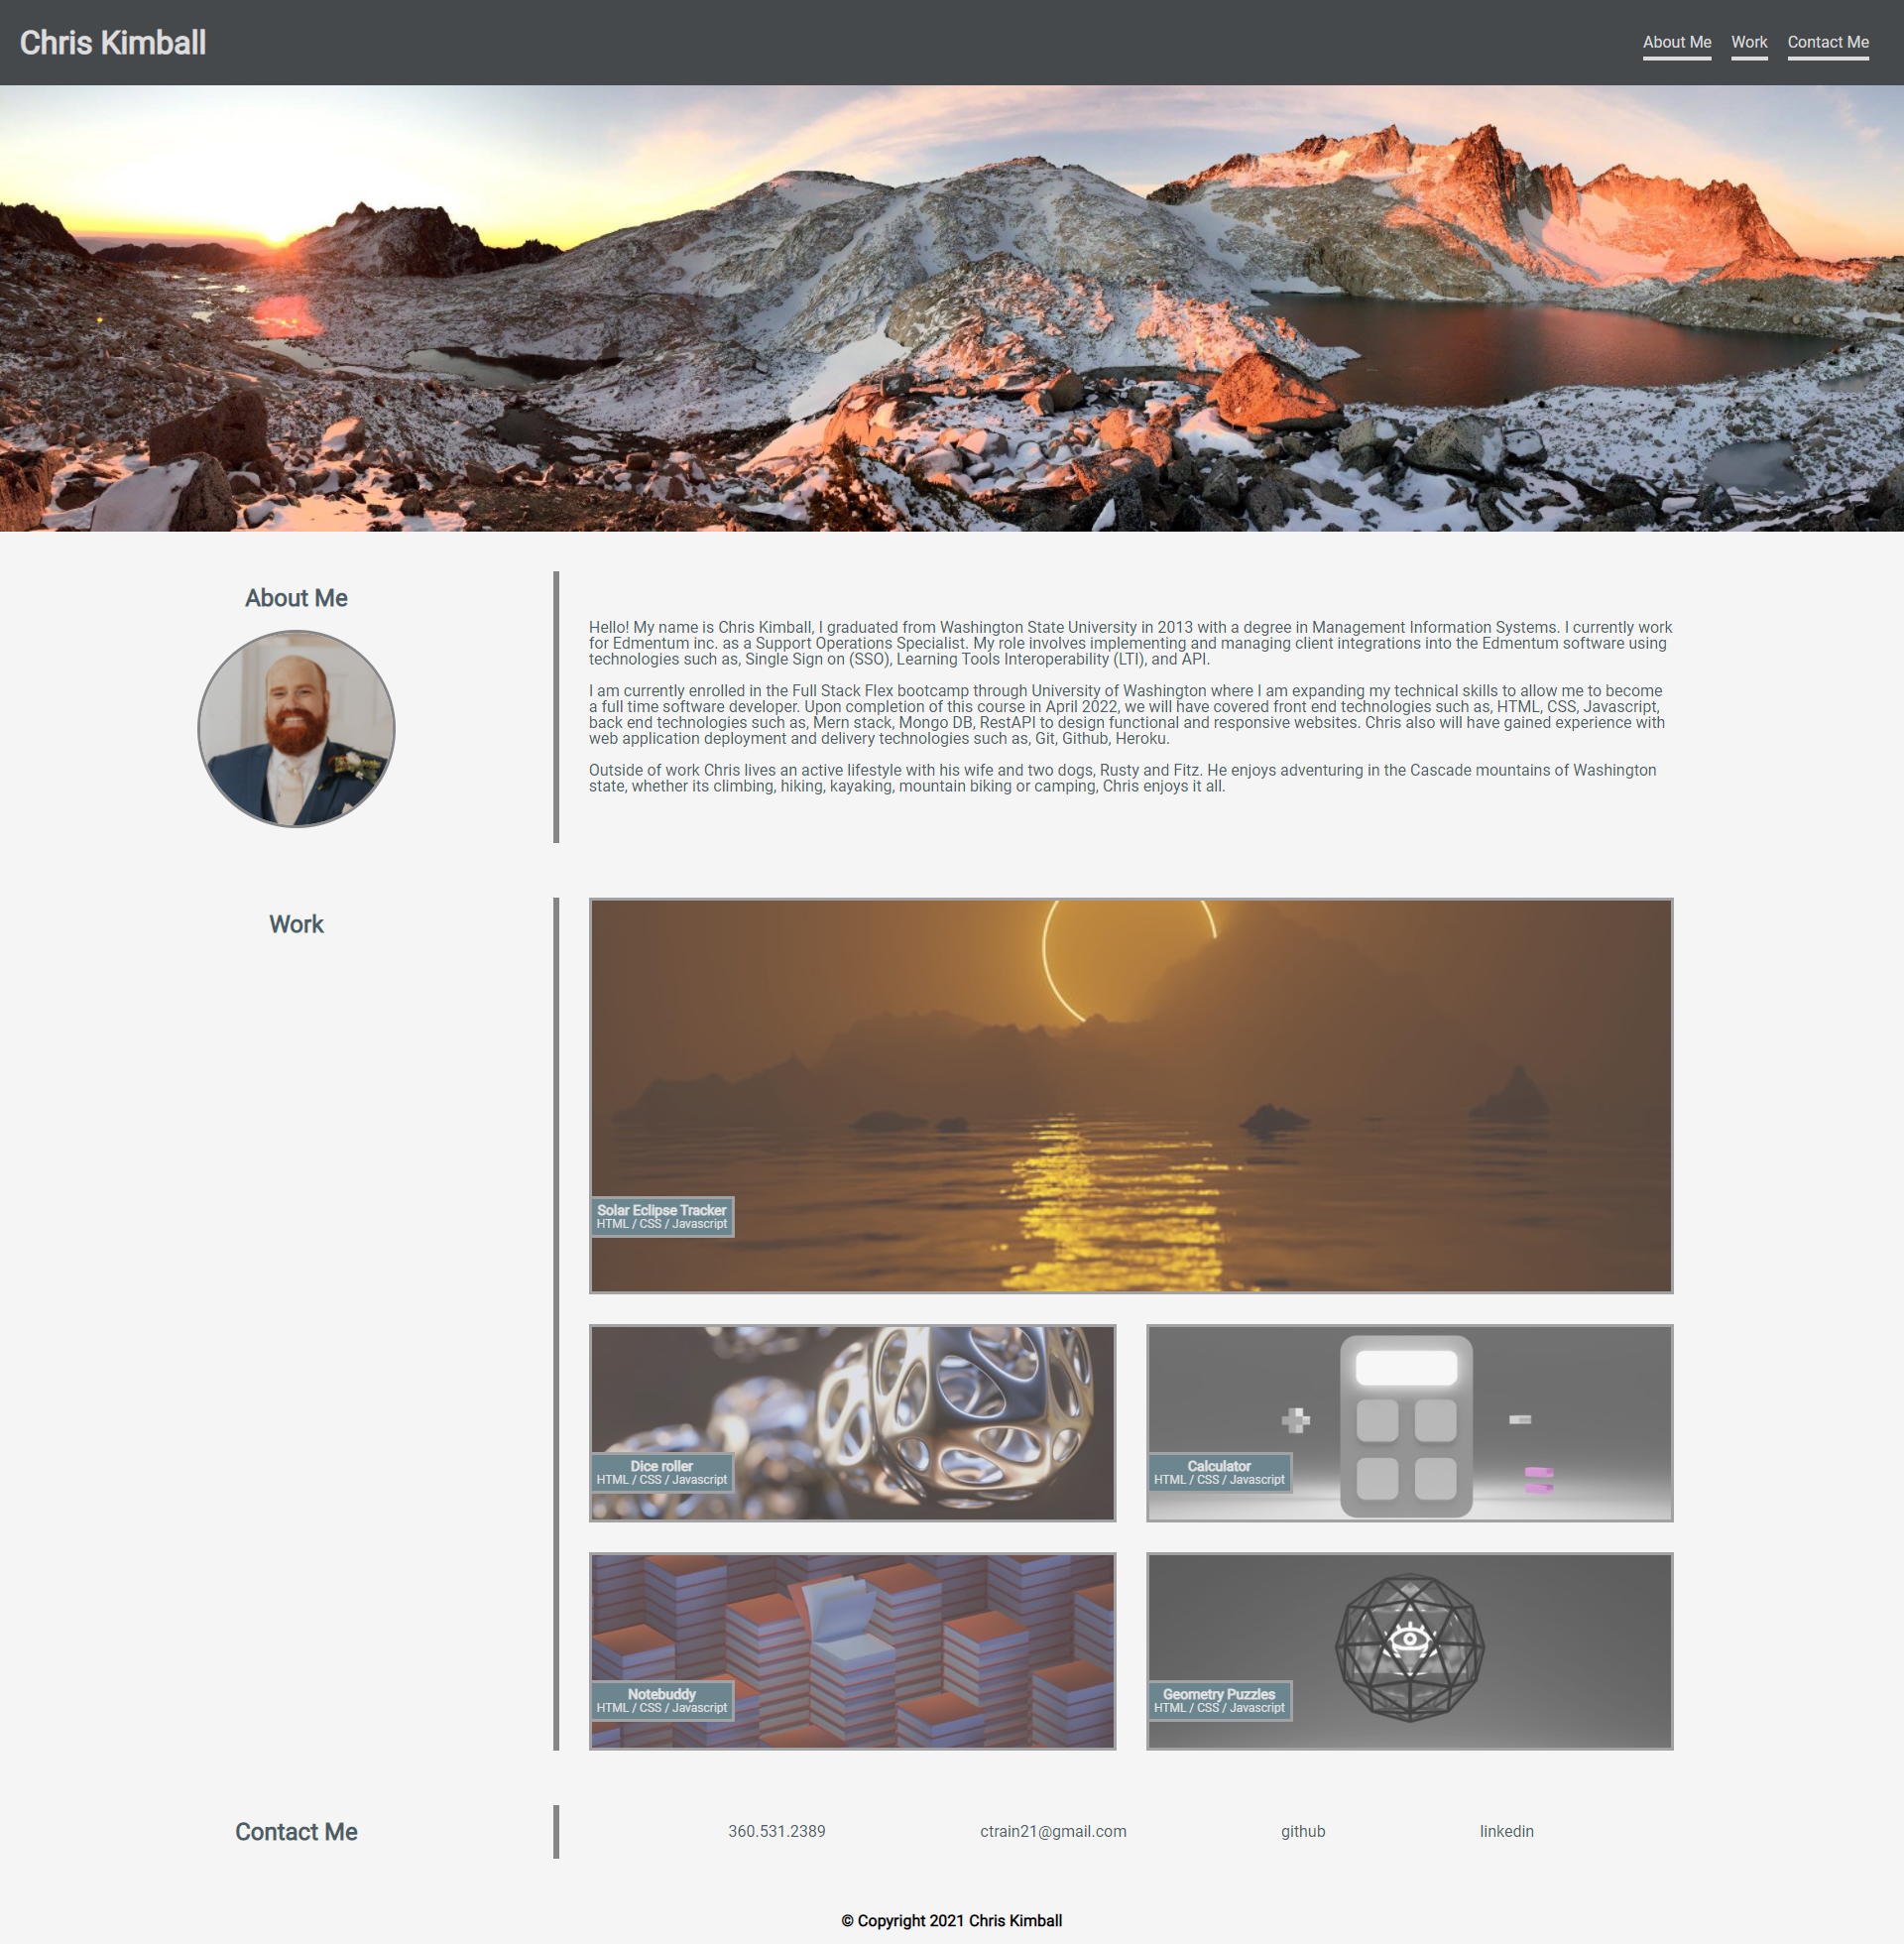 Chris Kimball
About Me Work Contact Me
About Me
Hello! My name is Chris Kimball, I graduated from Washington State University in 2013 with a degree in Management Information Systems. I currently work
for Edmentum inc. as a Support Operations Specialist. My role involves implementing and managing client integrations into the Edmentum software using
technologies such as, Single Sign on (SSO), Learning Tools Interoperability (LTI), and API.
I am currently enrolled in the Full Stack Flex bootcamp through University of Washington where I am expanding my technical skills to allow me to become
a full time software developer. Upon completion of this course in April 2022, we will have covered front end technologies such as, HTML, CSS, Javascript,
back end technologies such as, Mern stack, Mongo DB, RestAPI to design functional and responsive websites. Chris also will have gained experience with
web application deployment and delivery technologies such as, Git, Github, Heroku.
Outside of work Chris lives an active lifestyle with his wife and two dogs, Rusty and Fitz. He enjoys adventuring in the Cascade mountains of Washington
state, whether its climbing, hiking, kayaking, mountain biking or camping, Chris enjoys it all.
Work
Solar Eclipse Tracker
HTML / CSS / Javascript
Dice roller
HTML / CSS / Javascript
Calculator
HTML / CSS / Javascript
Notebuddy
HTML / CSS / Javascript
Geometry Puzzles
HTML / CSS / Javascript
Contact Me
360.531.2389 ctrain21@gmail.com github linkedin
© Copyright 2021 Chris Kimball